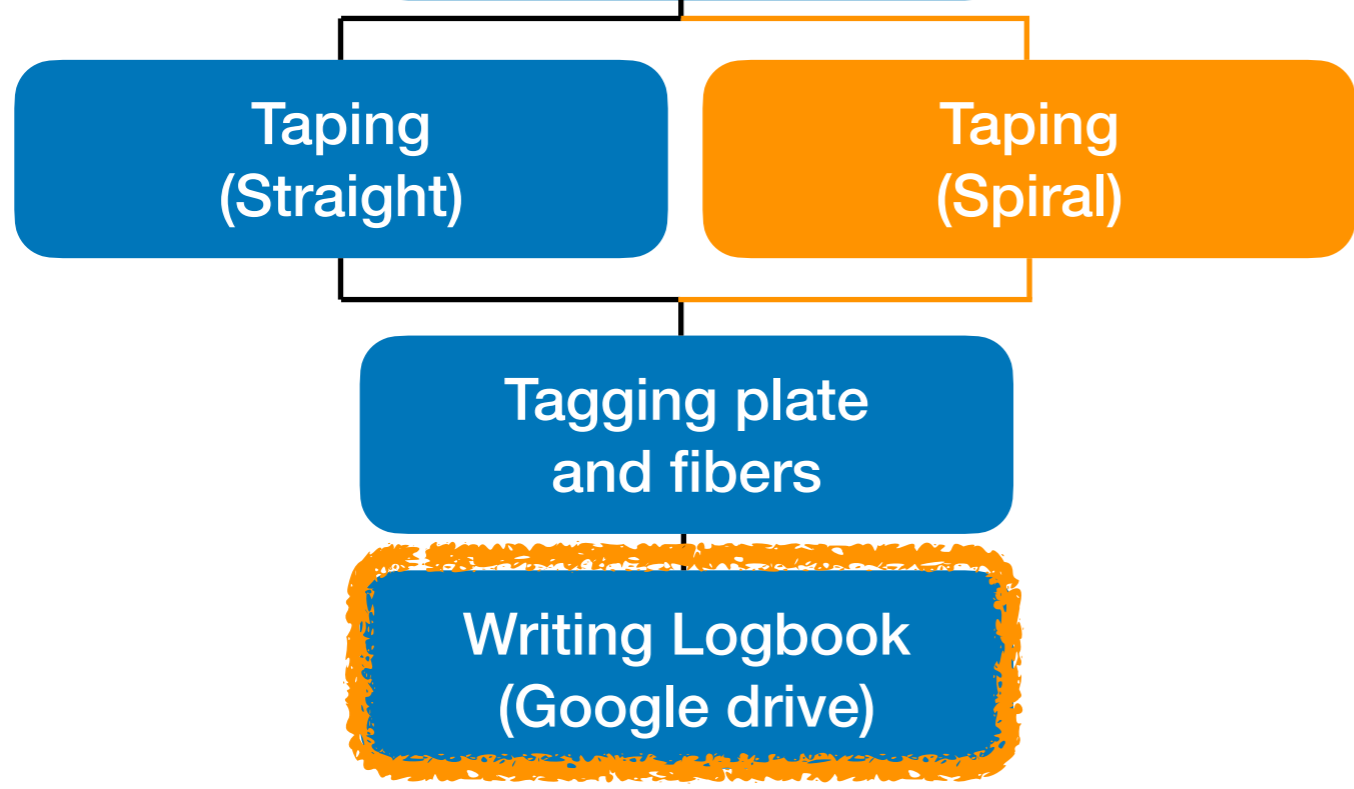 Taping
(Straight)
Taping
(Spiral)
Tagging plate
and fibers
Writing Logbook
(Google drive)